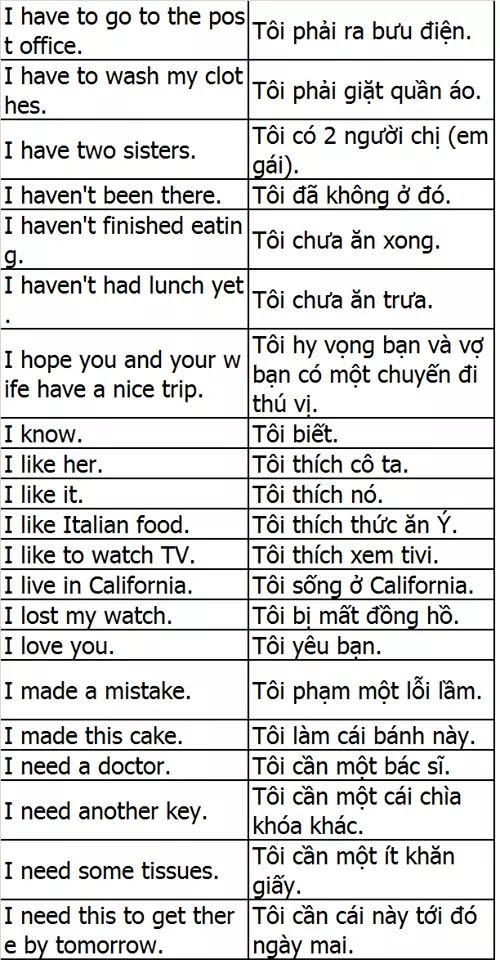 I have to go to the pos
t office.
Tôi phải ra bưu điện.
I have to wash my clot
hes.
Tôi phải giặt quần áo.
I have two sisters.
Tôi có 2 người chị (em
gái).
I haven't been there.
Tôi đã không ở đó.
I haven't finished eatin
g.
Tôi chưa ăn xong.
I haven't had lunch yet
.
Tôi chưa ăn trưa.
I hope you and your w
ife have a nice trip.
Tôi hy vọng bạn và vợ
bạn có một chuyến đi
thú vị.
I know.
Tôi biết.
I like her.
Tôi thích cô ta.
I like it.
Tôi thích nó.
I like Italian food.
Tôi thích thức ăn Ý.
I like to watch TV.
Tôi thích xem tivi.
I live in California.
Tôi sống ở California.
I lost my watch.
Tôi bị mất đồng hồ.
I love you.
Tôi yêu bạn.
I made a mistake.
Tôi phạm một lỗi lầm.
I made this cake.
Tôi làm cái bánh này.
I need a doctor.
Tôi cần một bác sĩ.
I need another key.
Tôi cần một cái chìa
khóa khác.
I need some tissues.
Tôi cần một ít khăn
giấy.
I need this to get ther
e by tomorrow.
Tôi cần cái này tới đó
ngày mai.